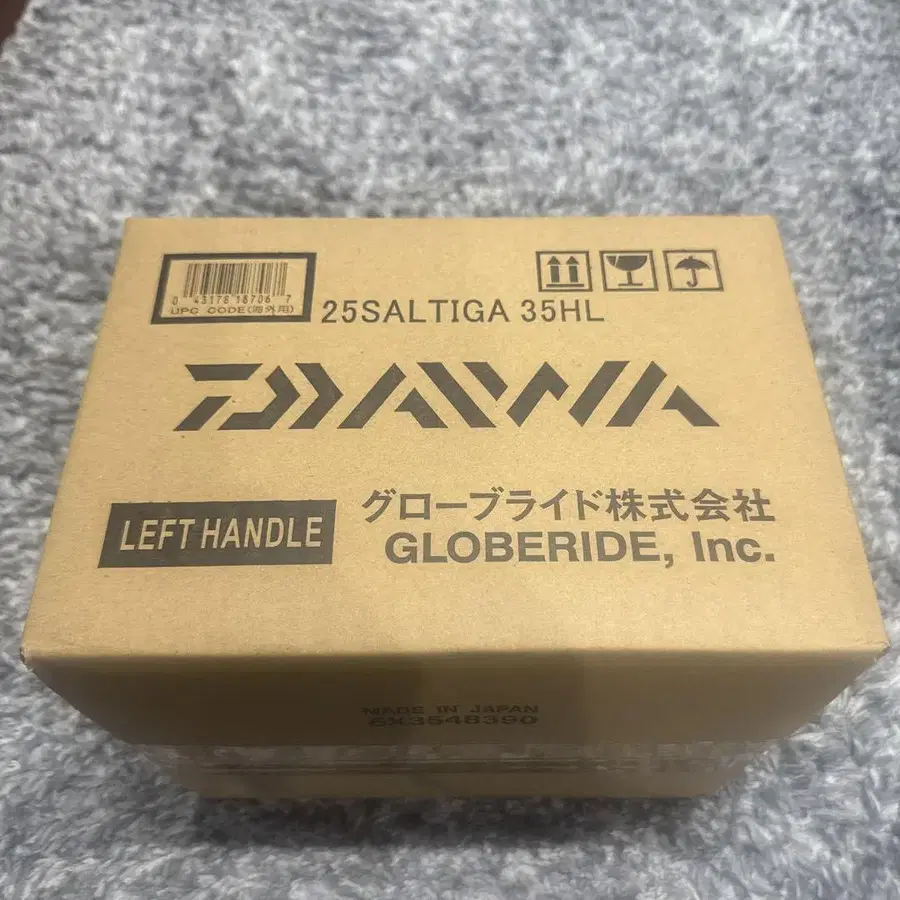 0 43178 18706 7
UPC CODE(海外用)
25SALTIGA 35HL
DAIWA
LEFT HANDLE
グローブライド株式会社
GLOBERIDE, Inc.
MADE IN JAPAN
6X3548390